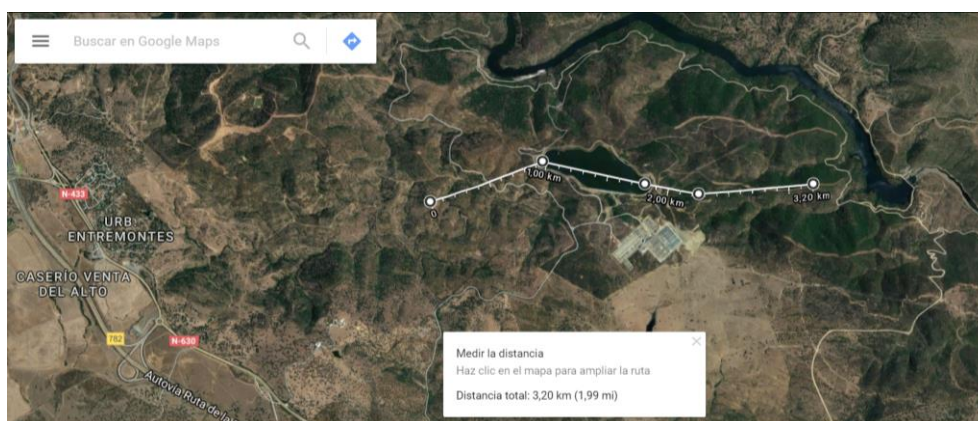 Buscar en Google Maps
N-433
URB
ENTREMONTES
CASERÍO VENTA
DEL ALTO
782
N-630
Autovía Ruta de la
0
1,00 km
2,00 km
3,20 km
Medir la distancia
Haz clic en el mapa para ampliar la ruta
Distancia total: 3,20 km (1,99 mi)